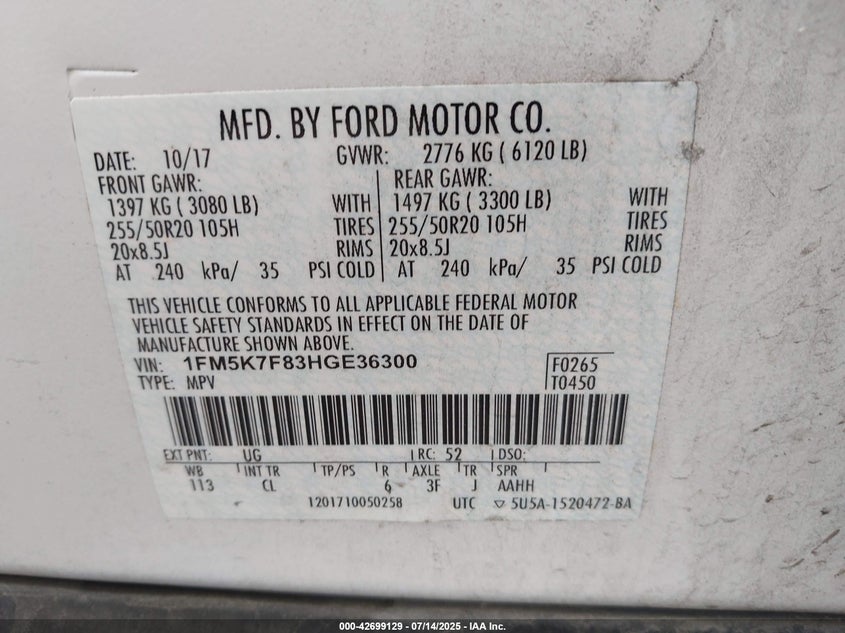 MFD. BY FORD MOTOR CO.
DATE: 10/17 GVWR: 2776 KG ( 6120 LB)
FRONT GAWR: REAR GAWR:
1397 KG ( 3080 LB) WITH 1497 KG ( 3300 LB) WITH
255/50R20 105H TIRES 255/50R20 105H TIRES
20x8.5J RIMS 20x8.5J RIMS
AT 240 kPa/ 35 PSI COLD AT 240 kPa/ 35 PSI COLD
THIS VEHICLE CONFORMS TO ALL APPLICABLE FEDERAL MOTOR
VEHICLE SAFETY STANDARDS IN EFFECT ON THE DATE OF
MANUFACTURE SHOWN ABOVE.
VIN: 1FM5K7F83HGE36300 F0265
TYPE: MPV T0450
EXT PNT: UG RC: 52 DSO:
WB INT TR TP/PS R AXLE TR SPR
113 CL 6 3F J AAHH
1201710050258 UTC ▽ 5U5A-1520472-BA
000-42699129 - 07/14/2025 - IAA Inc.